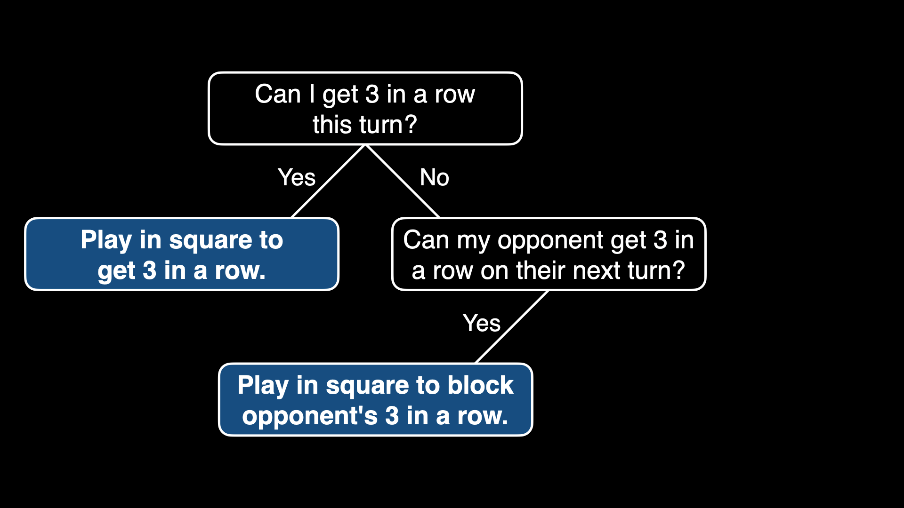 Can I get 3 in a row
this turn?
Yes
No
Play in square to
get 3 in a row.
Can my opponent get 3 in
a row on their next turn?
Yes
Play in square to block
opponent's 3 in a row.